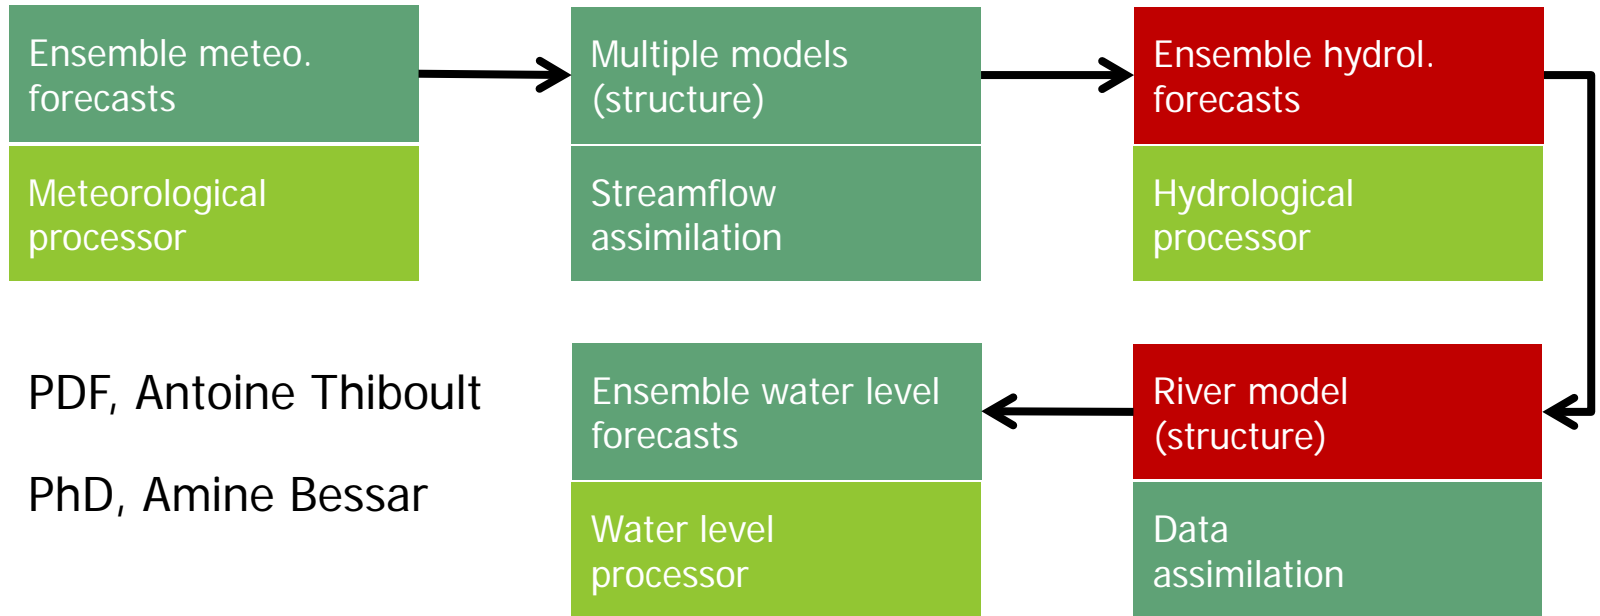 Ensemble meteo.
forecasts
Meteorological
processor
Multiple models
(structure)
Streamflow
assimilation
Ensemble hydrol.
forecasts
Hydrological
processor
River model
(structure)
Data
assimilation
Ensemble water level
forecasts
Water level
processor
PDF, Antoine Thiboult
PhD, Amine Bessar